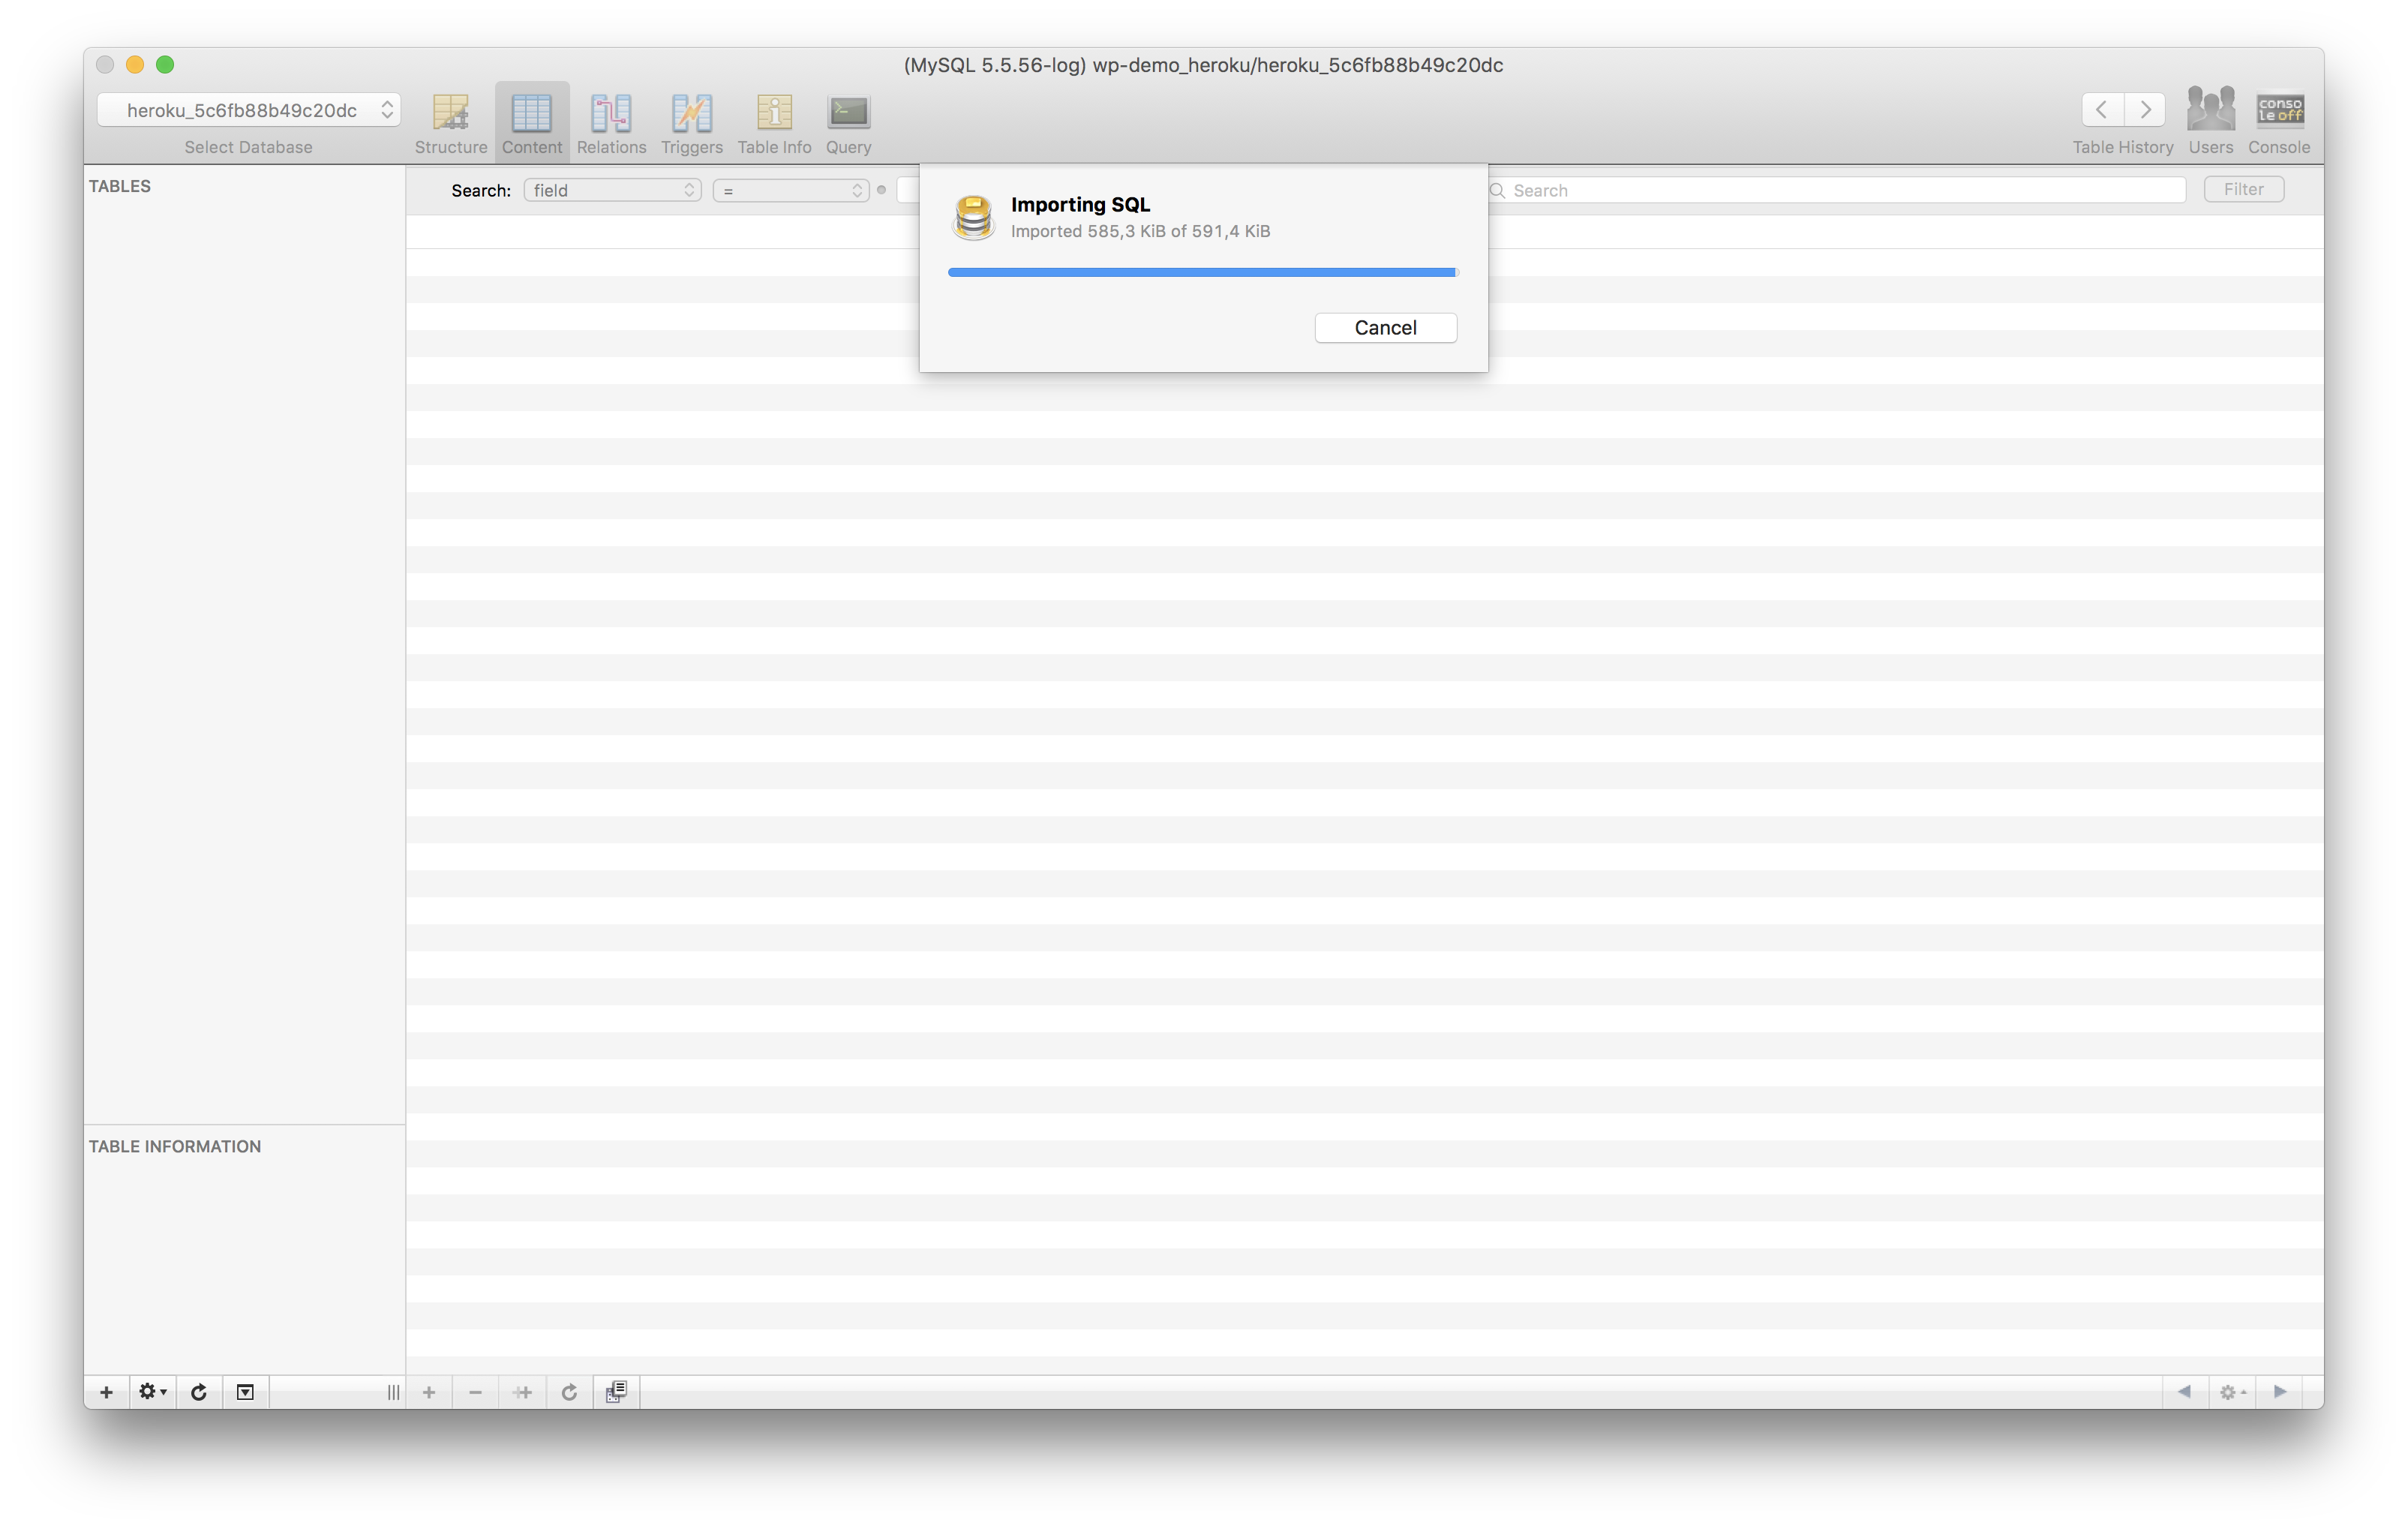 (MySQL 5.5.56-log) wp-demo_heroku/heroku_5c6fb88b49c20dc
heroku_5c6fb88b49c20dc
conso
le off
Select Database Structure Content Relations Triggers Table Info Query Table History Users Console
TABLES
Search: field = Search Filter
Importing SQL
Imported 585,3 KiB of 591,4 KiB
Cancel
TABLE INFORMATION